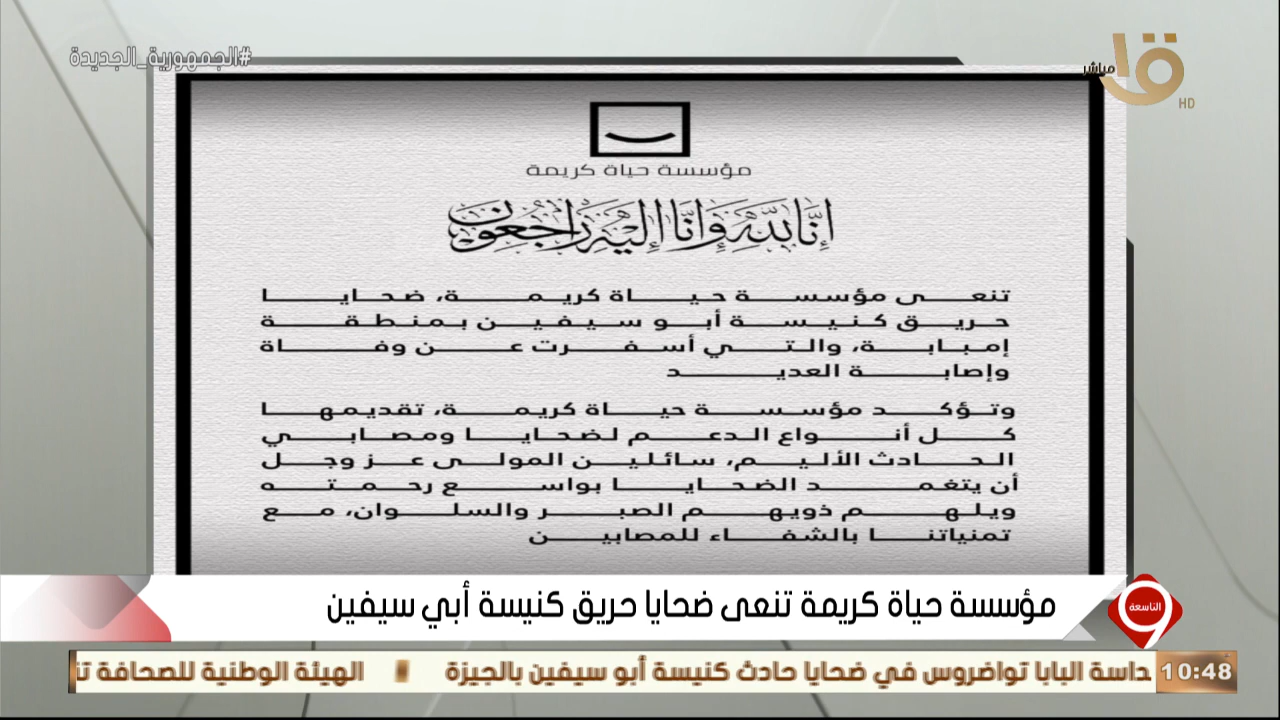 #الجمهورية_الجديدة
مباشر
HD
مؤسسة حياة كريمة
إنا لله وإنا إليه راجعون
تنعى مؤسسة حياة كريمة، ضحايا
حريق كنيسة أبو سيفين بمنطقة
إمبابة، والتي أسفرت عن وفاة
وإصابة العديد
وتؤكد مؤسسة حياة كريمة، تقديمها
كل أنواع الدعم لضحايا ومصابي
الحادث الأليم، سائلين المولى عز وجل
أن يتغمد الضحايا بواسع رحمته
ويلهم ذويهم الصبر والسلوان، مع
تمنياتنا بالشفاء للمصابين
التاسعة
9
مؤسسة حياة كريمة تنعى ضحايا حريق كنيسة أبي سيفين
10:48
داسة البابا تواضروس في ضحايا حادث كنيسة أبو سيفين بالجيزة الهيئة الوطنية للصحافة تن